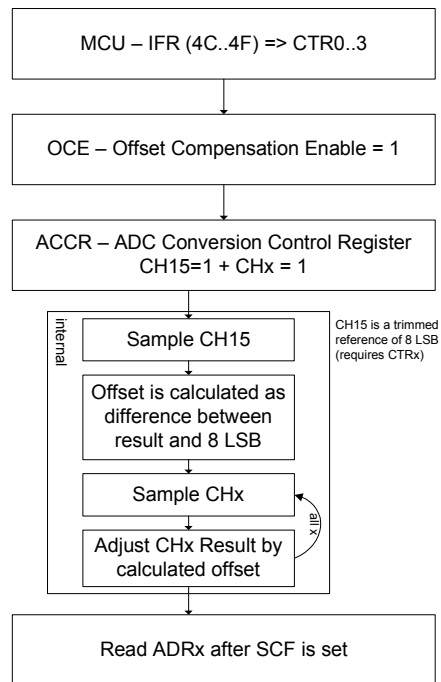 MCU – IFR (4C..4F) => CTR0..3
OCE – Offset Compensation Enable = 1
ACCR – ADC Conversion Control Register
CH15=1 + CHx = 1
internal
Sample CH15
CH15 is a trimmed
reference of 8 LSB
(requires CTRx)
Offset is calculated as
difference between
result and 8 LSB
Sample CHx
all x
Adjust CHx Result by
calculated offset
Read ADRx after SCF is set